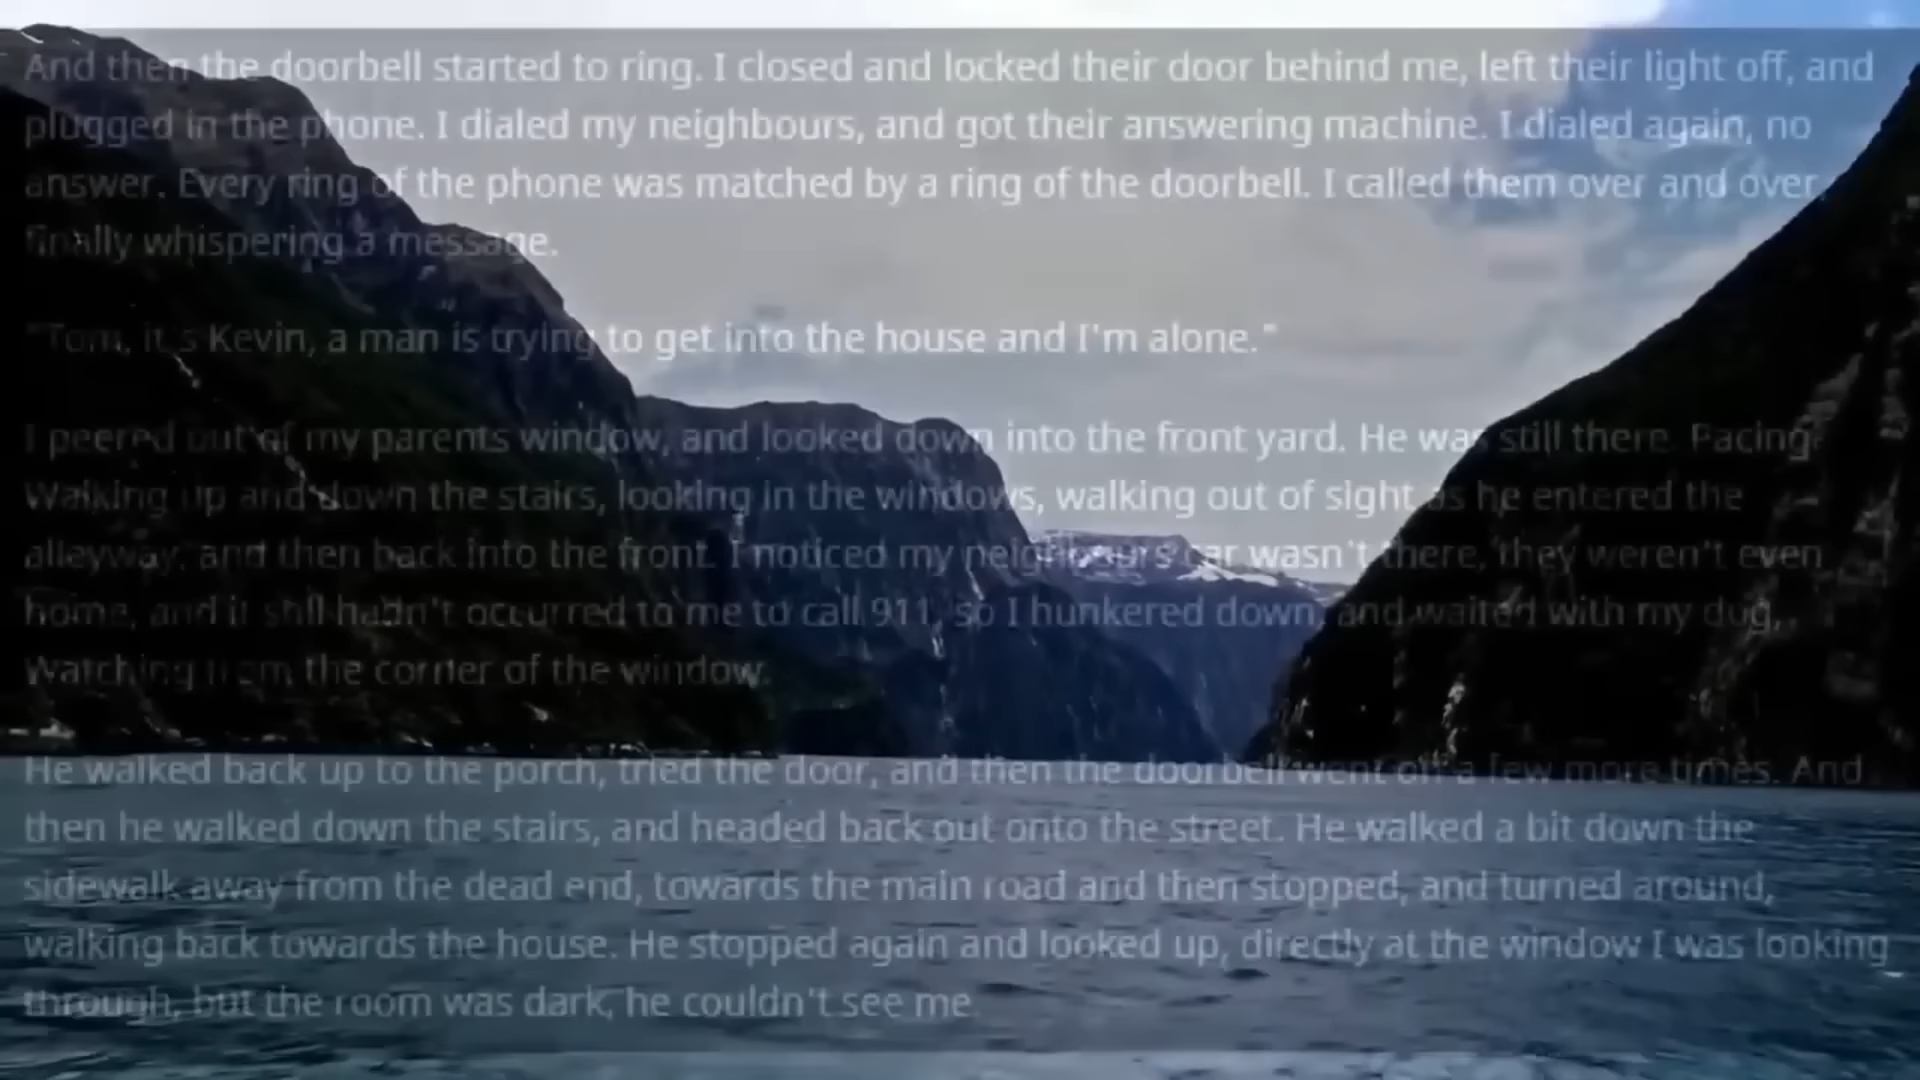 And then the doorbell started to ring. I closed and locked their door behind me, left their light off, and
plugged in the phone. I dialed my neighbours, and got their answering machine. I dialed again, no
answer. Every ring of the phone was matched by a ring of the doorbell. I called them over and over,
finally whispering a message.
"Tom, it's Kevin, a man is trying to get into the house and I'm alone."
I peered out of my parents window, and looked down into the front yard. He was still there. Pacing.
Walking up and down the stairs, looking in the windows, walking out of sight as he entered the
alleyway, and then back into the front. I noticed my neighbours car wasn't there, they weren't even
home, and it still hadn't occurred to me to call 911, so I hunkered down, and waited with my dog,
Watching from the corner of the window.
He walked back up to the porch, tried the door, and then the doorbell went off a few more times. And
then he walked down the stairs, and headed back out onto the street. He walked a bit down the
sidewalk away from the dead end, towards the main road and then stopped, and turned around,
walking back towards the house. He stopped again and looked up, directly at the window I was looking
through, but the room was dark, he couldn't see me.